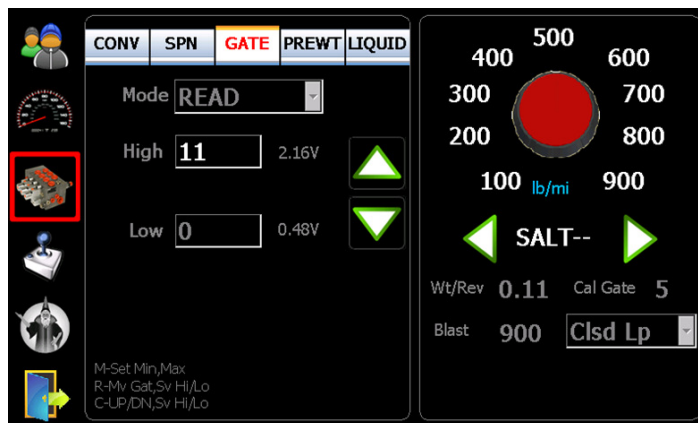 CONV SPN GATE PREWT LIQUID
Mode READ
High 11 2.16V
Low 0 0.48V
M-Set Min,Max
R-Mv Gat,Sv Hi/Lo
C-UP/DN,Sv Hi/Lo
500
400 600
300 700
200 800
100 lb/mi 900
SALT--
Wt/Rev 0.11 Cal Gate 5
Blast 900 Clsd Lp